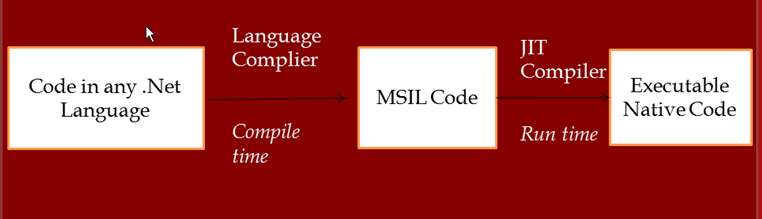 Code in any .Net
Language
Language
Complier
Compile
time
MSIL Code
JIT
Compiler
Run time
Executable
Native Code